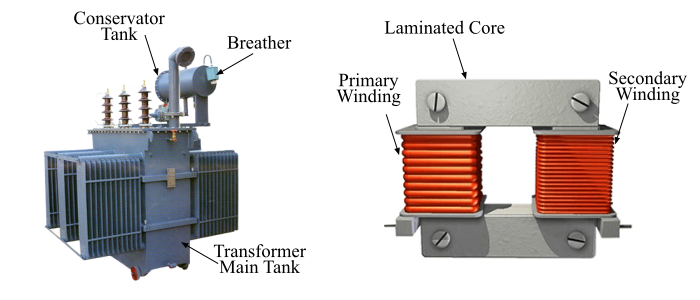 Conservator
Tank
Breather
Transformer
Main Tank
Laminated Core
Primary
Winding
Secondary
Winding